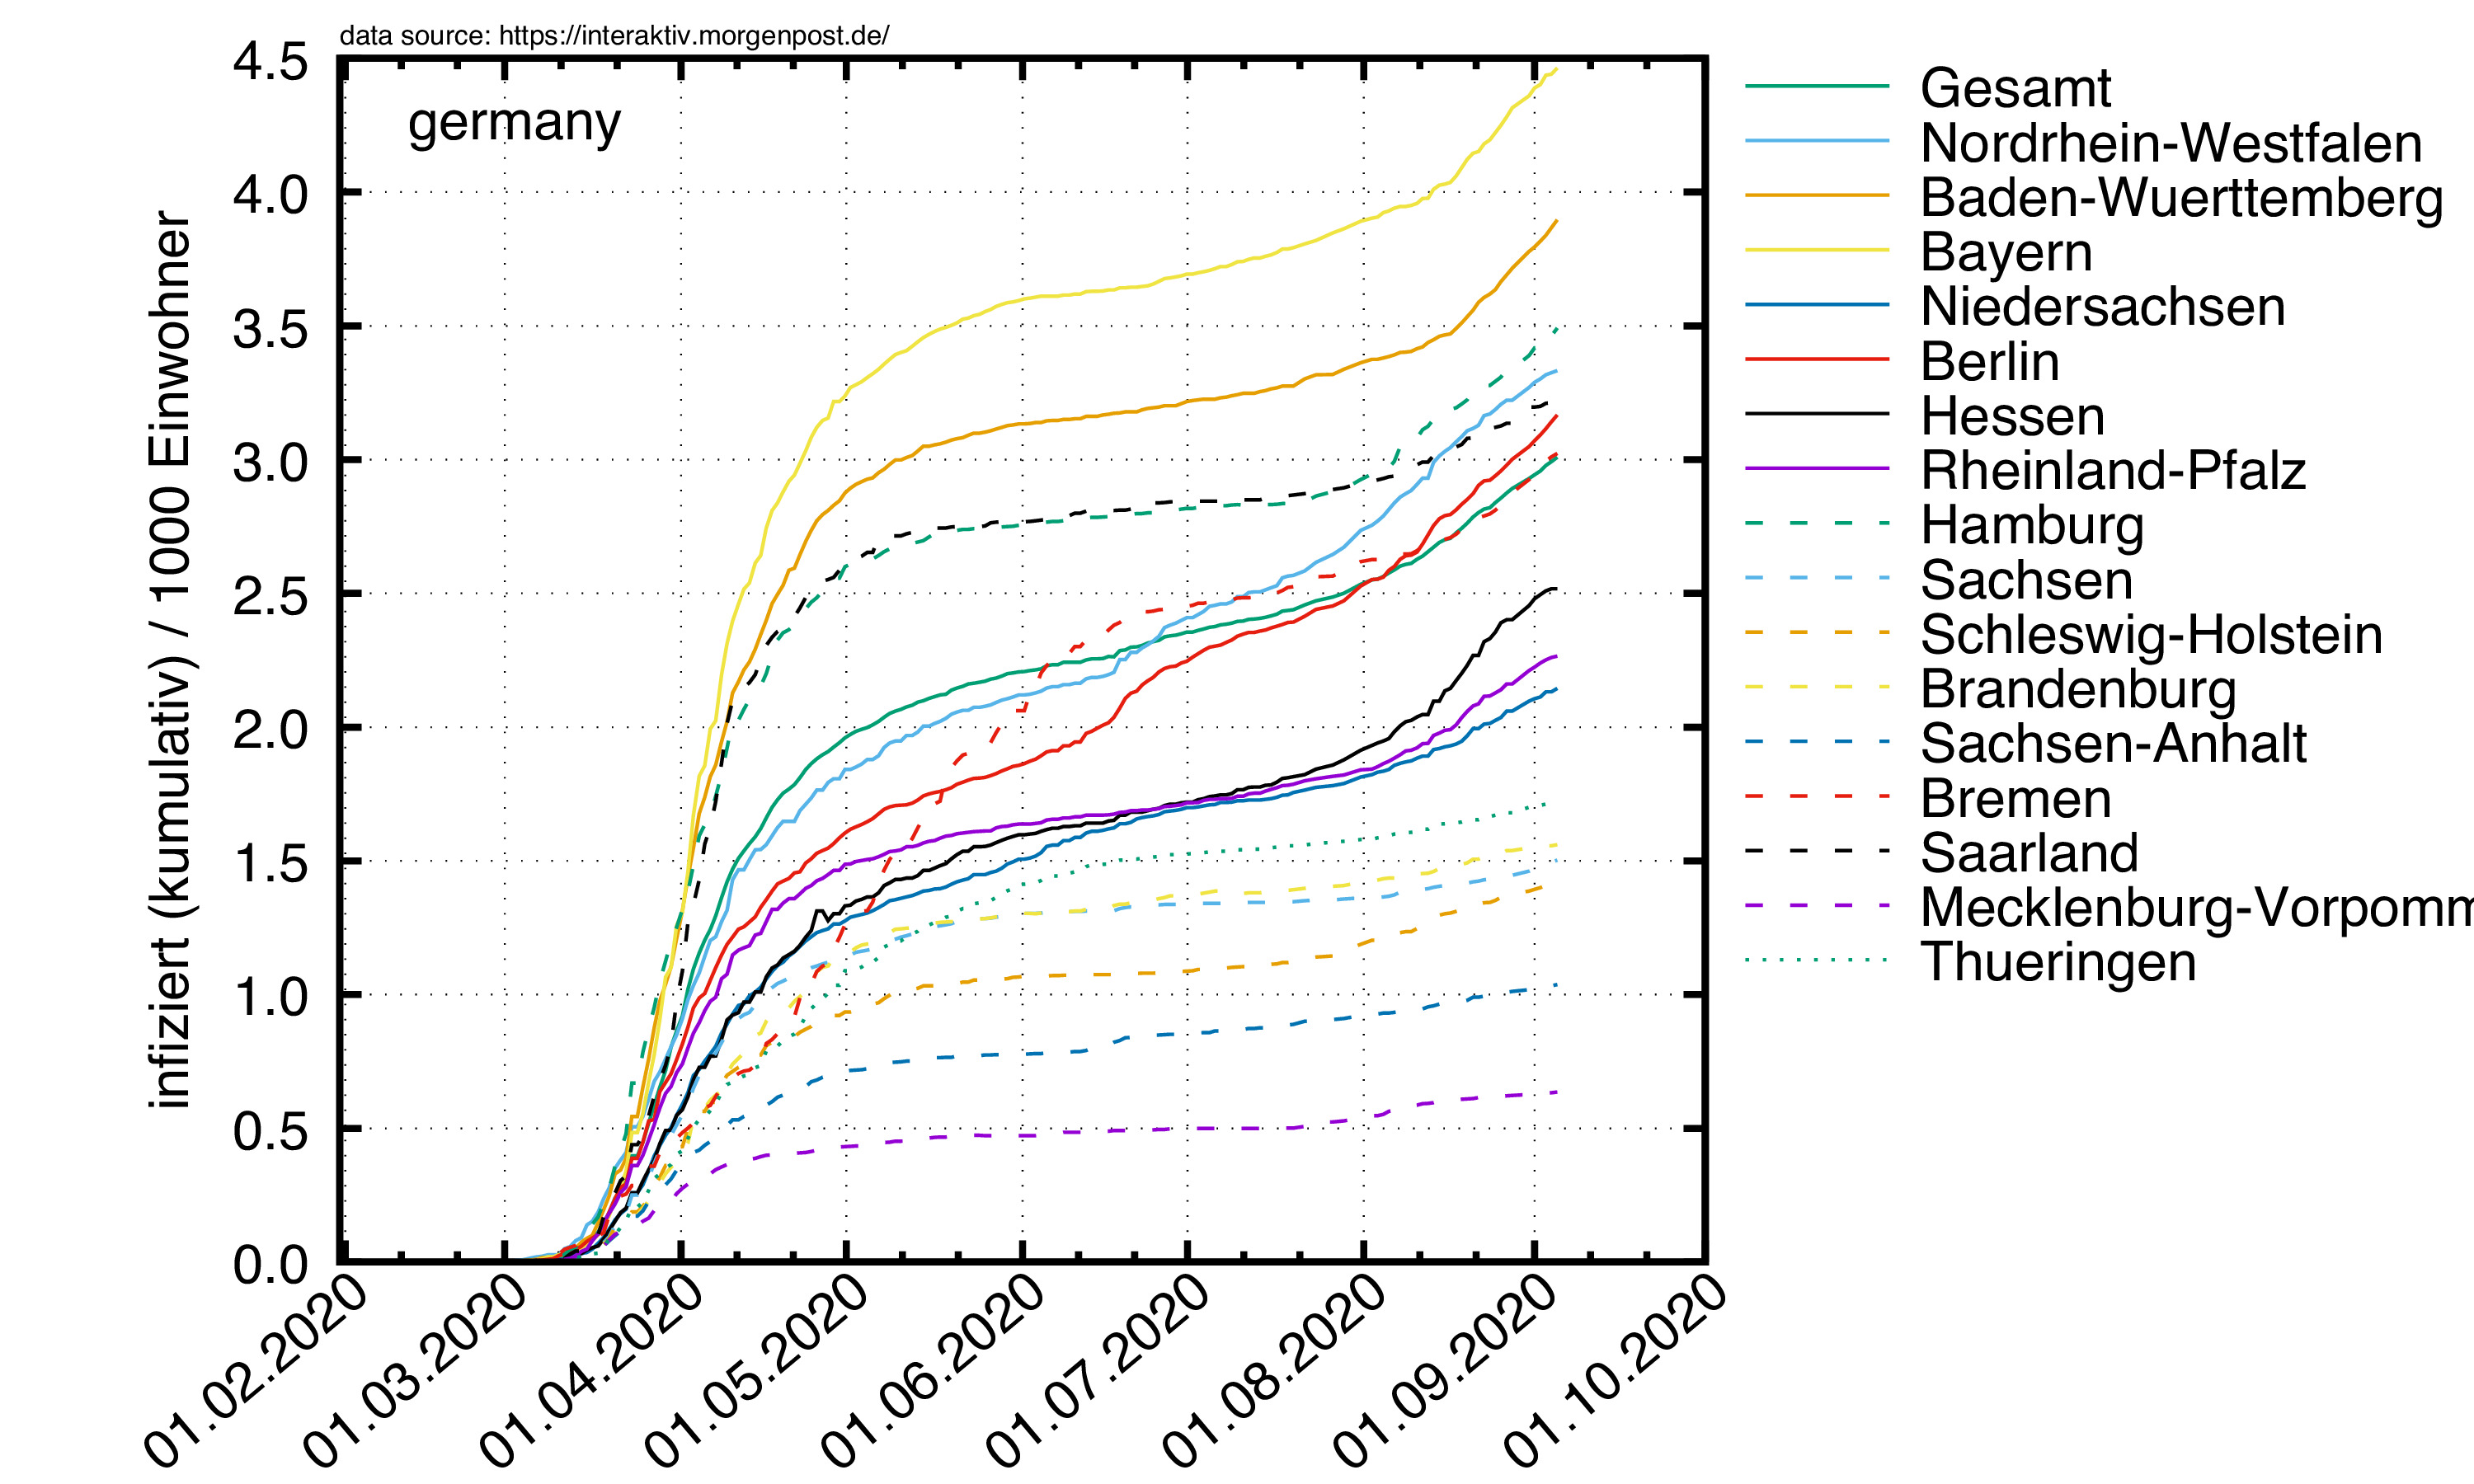 data source: https://interaktiv.morgenpost.de/
germany
infiziert (kumulativ) / 1000 Einwohner
4.5
4.0
3.5
3.0
2.5
2.0
1.5
1.0
0.5
0.0
01.02.2020
01.03.2020
01.04.2020
01.05.2020
01.06.2020
01.07.2020
01.08.2020
01.09.2020
01.10.2020
Gesamt
Nordrhein-Westfalen
Baden-Wuerttemberg
Bayern
Niedersachsen
Berlin
Hessen
Rheinland-Pfalz
Hamburg
Sachsen
Schleswig-Holstein
Brandenburg
Sachsen-Anhalt
Bremen
Saarland
Mecklenburg-Vorpomm
Thueringen